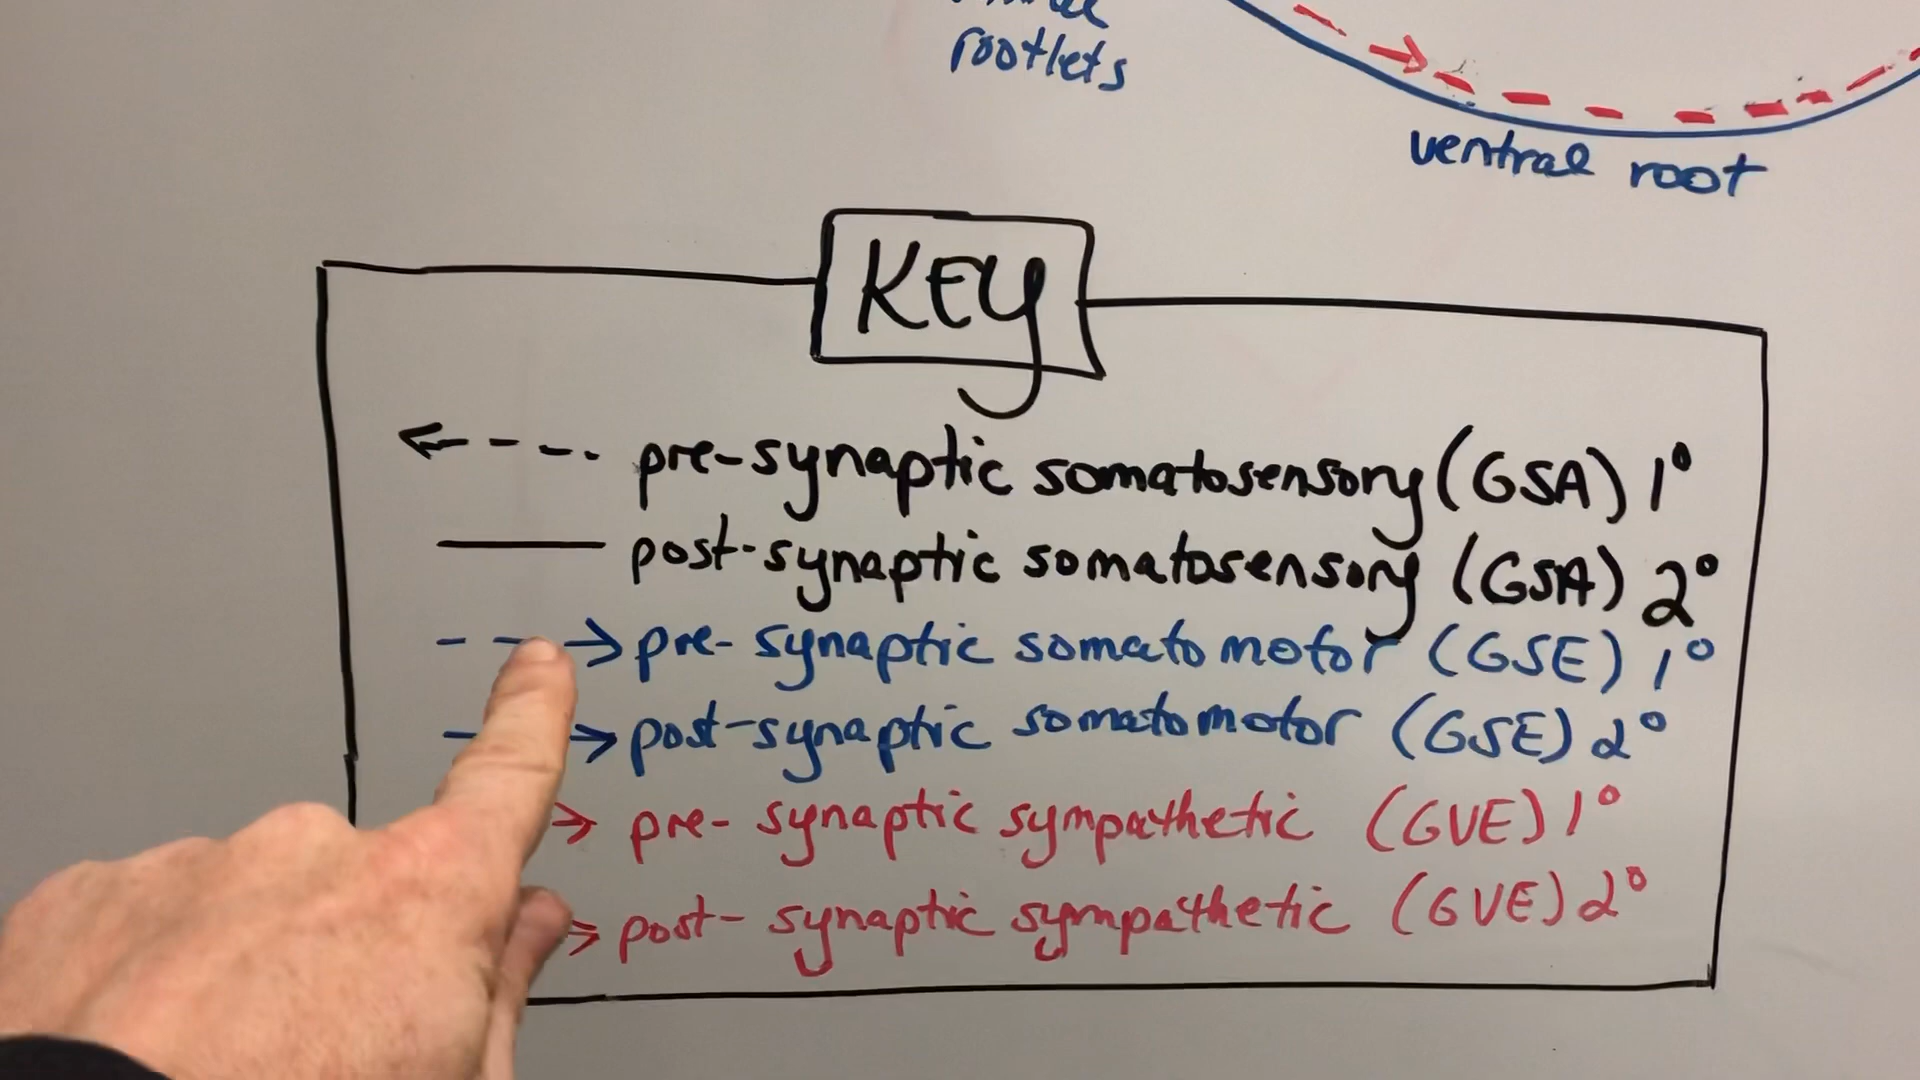 rootlets
ventral root
KEY
pre-synaptic somatosensory (GSA) 1°
post-synaptic somatosensory (GSA) 2°
pre-synaptic somatomotor (GSE) 1°
post-synaptic somatomotor (GSE) 2°
pre-synaptic sympathetic (GVE) 1°
post-synaptic sympathetic (GVE) 2°